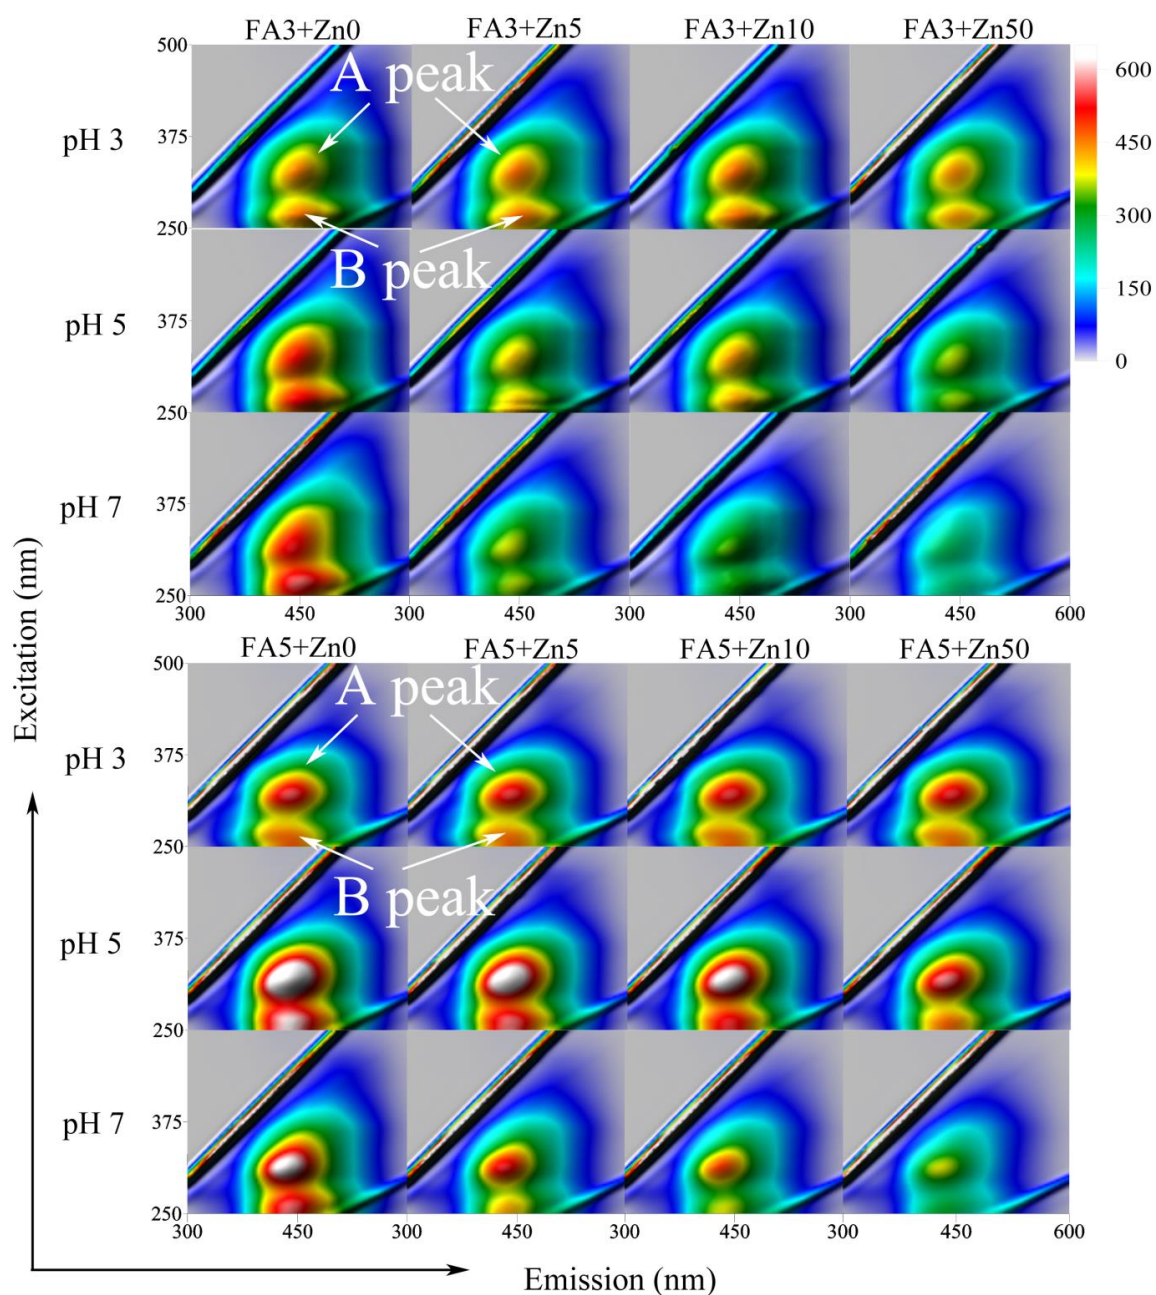 FA3+Zn0 FA3+Zn5 FA3+Zn10 FA3+Zn50
500
A peak
600
pH 3
375
450
300
250
B peak
150
pH 5
375
0
250
pH 7
375
250
300 450 300 450 300 450 300 450 600
FA5+Zn0 FA5+Zn5 FA5+Zn10 FA5+Zn50
500
A peak
pH 3
375
250
B peak
pH 5
375
250
pH 7
375
250
300 450 300 450 300 450 300 450 600
Excitation (nm)
Emission (nm)